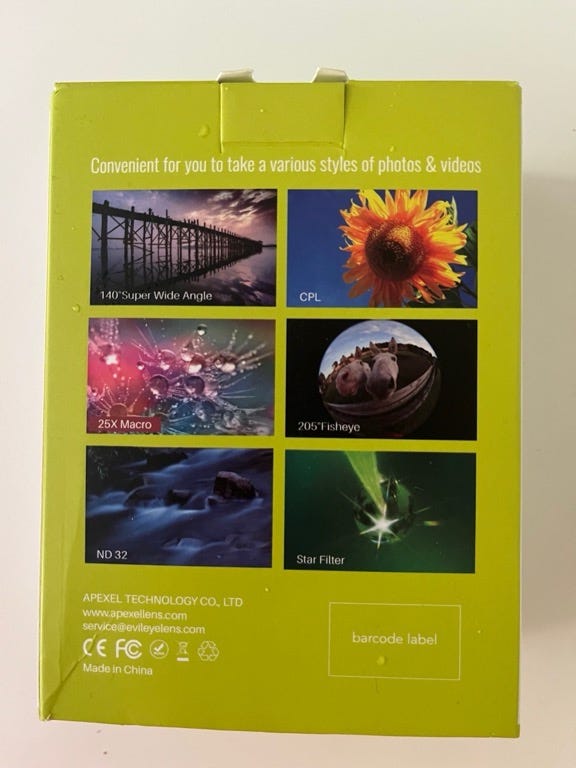 Convenient for you to take a various styles of photos & videos
140°Super Wide Angle
CPL
25X Macro
205°Fisheye
ND 32
Star Filter
APEXEL TECHNOLOGY CO., LTD
www.apexellens.com
service@evileyelens.com
CE FC
Made in China
barcode label